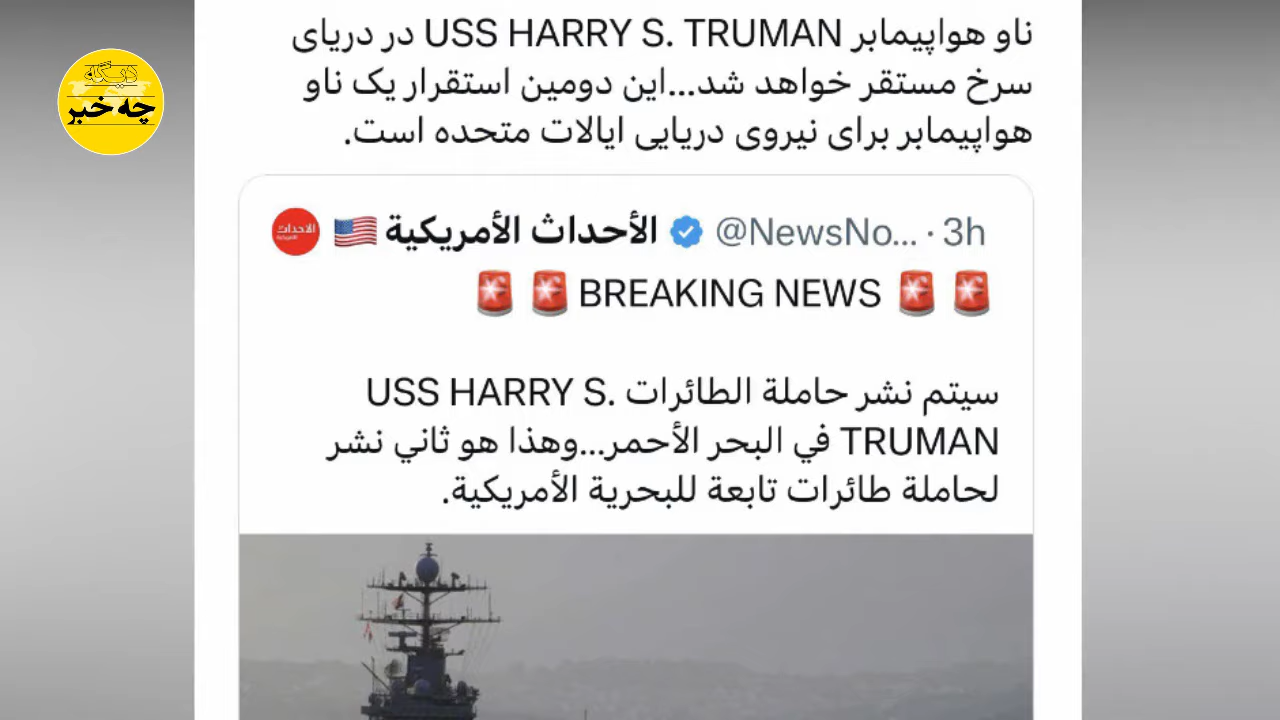 ناو هواپیمابر USS HARRY S. TRUMAN در دریای
سرخ مستقر خواهد شد...این دومین استقرار یک ناو
هواپیمابر برای نیروی دریایی ایالات متحده است.
دیگه
چه خبر
الاحداث
الأحداث الأمريكية 🇺🇸 @NewsNo... · 3h
🚨 🚨 BREAKING NEWS 🚨 🚨
سيتم نشر حاملة الطائرات USS HARRY S.
TRUMAN في البحر الأحمر...وهذا هو ثاني نشر
لحاملة طائرات تابعة للبحرية الأمريكية.